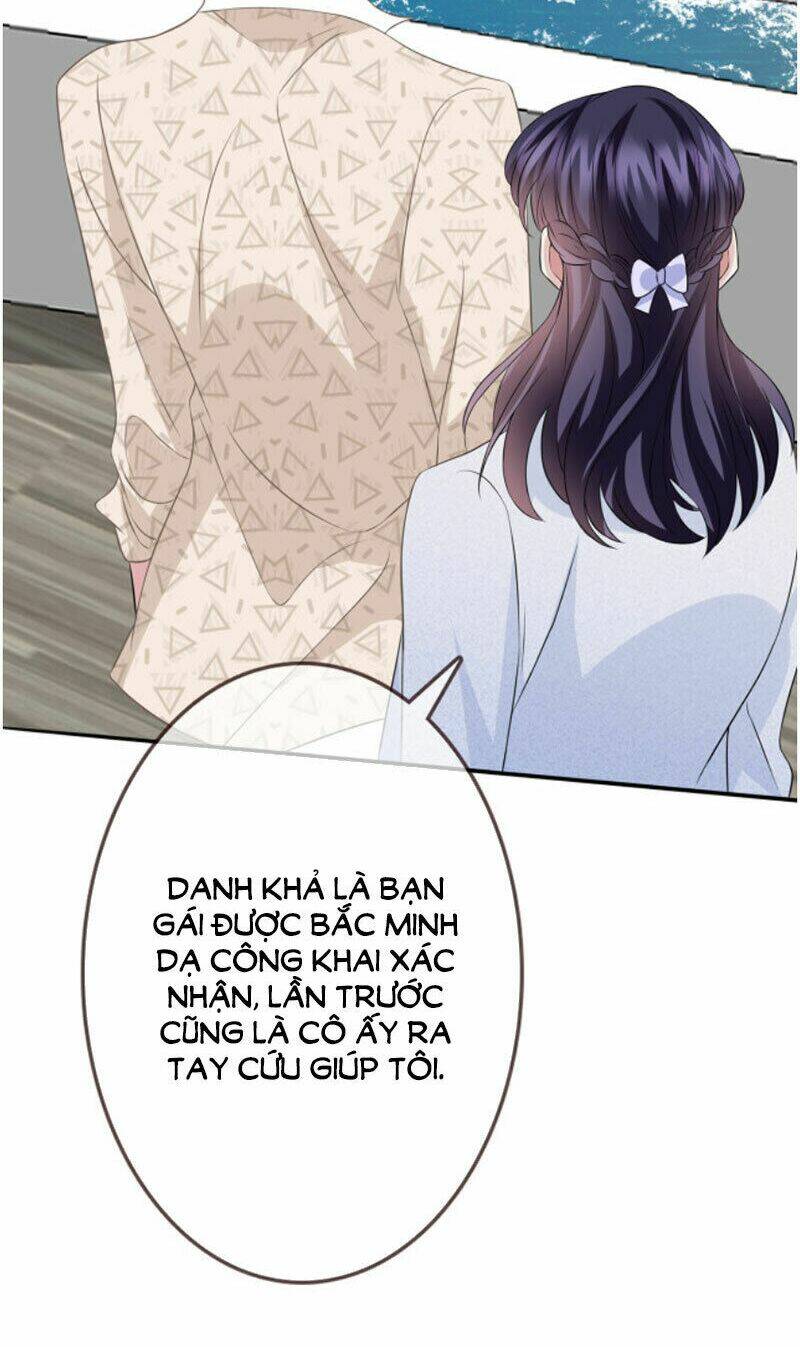 DANH KHẢ LÀ BẠN
GÁI ĐƯỢC BẮC MINH
DẠ CÔNG KHAI XÁC
NHẬN, LẦN TRƯỚC
CŨNG LÀ CÔ ẤY RA
TAY CỨU GIÚP TÔI.